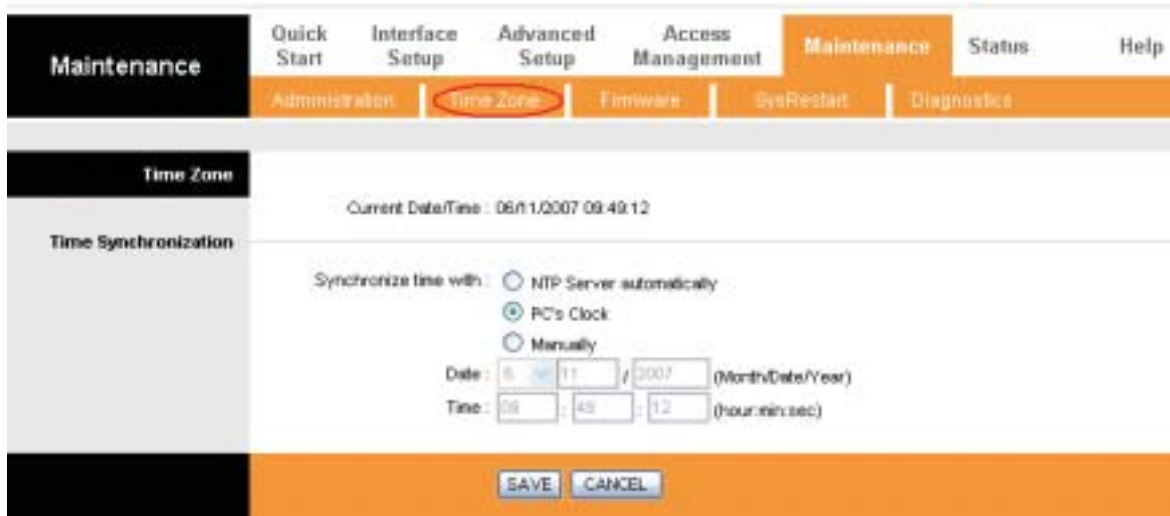 Maintenance
Quick Start
Interface Setup
Advanced Setup
Access Management
Maintenance
Status
Help
Administration
Time Zone
Firmware
SysRestart
Diagnostics
Time Zone
Current Date/Time : 06/11/2007 09:49:12
Time Synchronization
Synchronize time with : NTP Server automatically
PC's Clock
Manually
Date : 6 / 11 / 2007 (Month/Date/Year)
Time : 09 : 49 : 12 (hour:min:sec)
SAVE CANCEL